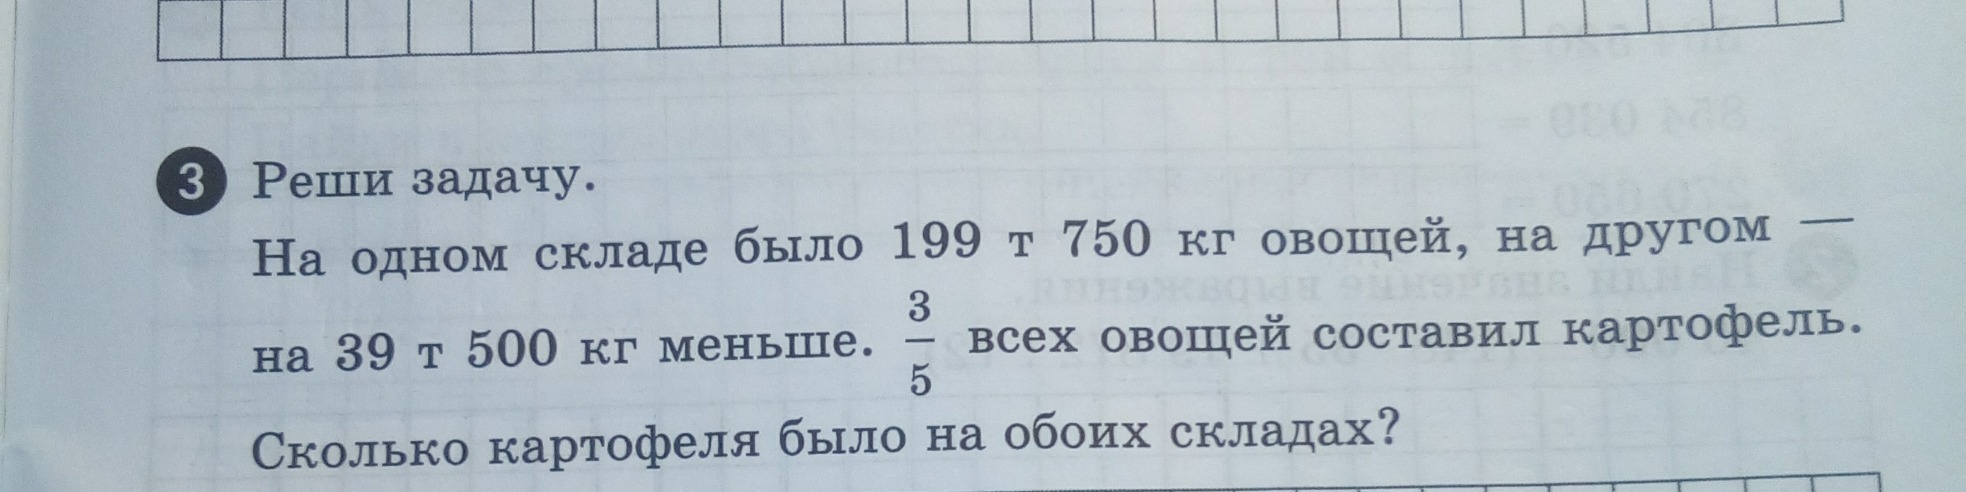 3 Реши задачу.
На одном складе было 199 т 750 кг овощей, на другом —
на 39 т 500 кг меньше. 3/5 всех овощей составил картофель.
Сколько картофеля было на обоих складах?